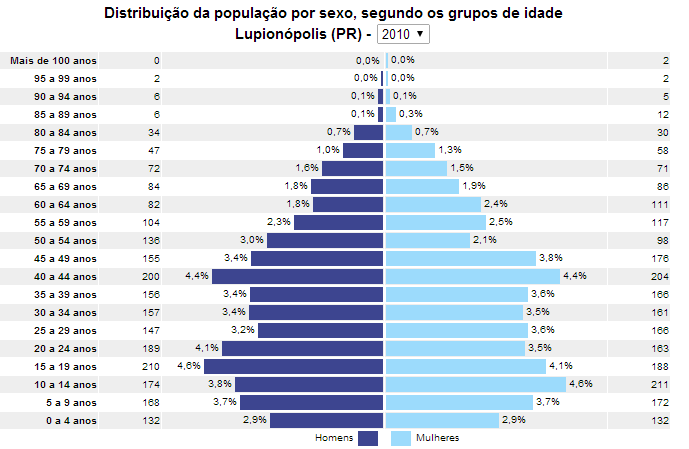 Distribuição da população por sexo, segundo os grupos de idade
Lupionópolis (PR) - 2010 ▼
Mais de 100 anos 0 0,0% 0,0% 2
95 a 99 anos 2 0,0% 0,0% 2
90 a 94 anos 6 0,1% 0,1% 5
85 a 89 anos 6 0,1% 0,3% 12
80 a 84 anos 34 0,7% 0,7% 30
75 a 79 anos 47 1,0% 1,3% 58
70 a 74 anos 72 1,6% 1,5% 71
65 a 69 anos 84 1,8% 1,9% 86
60 a 64 anos 82 1,8% 2,4% 111
55 a 59 anos 104 2,3% 2,5% 117
50 a 54 anos 136 3,0% 2,1% 98
45 a 49 anos 155 3,4% 3,8% 176
40 a 44 anos 200 4,4% 4,4% 204
35 a 39 anos 156 3,4% 3,6% 166
30 a 34 anos 157 3,4% 3,5% 161
25 a 29 anos 147 3,2% 3,6% 166
20 a 24 anos 189 4,1% 3,5% 163
15 a 19 anos 210 4,6% 4,1% 188
10 a 14 anos 174 3,8% 4,6% 211
5 a 9 anos 168 3,7% 3,7% 172
0 a 4 anos 132 2,9% 2,9% 132
Homens Mulheres